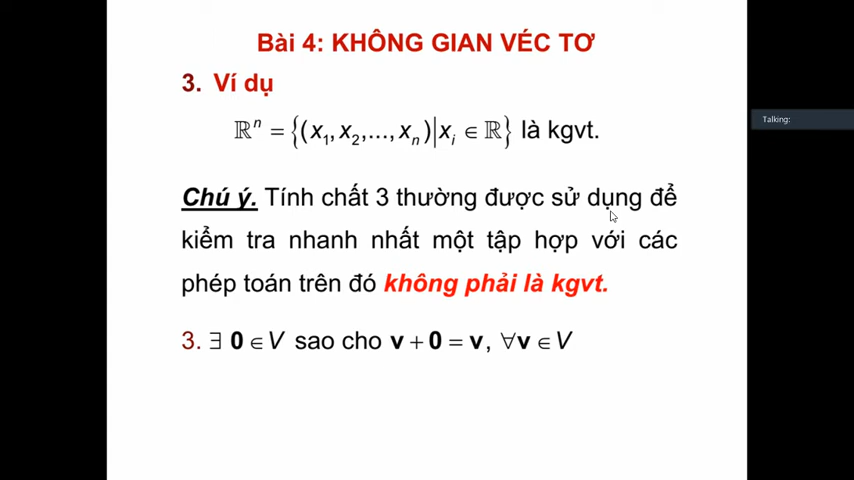 Bài 4: KHÔNG GIAN VÉC TƠ
3. Ví dụ
ℝⁿ = {(x₁, x₂,..., xₙ)|xᵢ ∈ ℝ} là kgvt.
Talking:
Chú ý. Tính chất 3 thường được sử dụng để
kiểm tra nhanh nhất một tập hợp với các
phép toán trên đó không phải là kgvt.
3. ∃ 0 ∈ V sao cho v + 0 = v, ∀v ∈ V